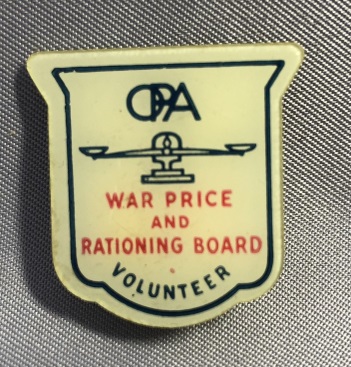 OPA
WAR PRICE
AND
RATIONING BOARD
VOLUNTEER